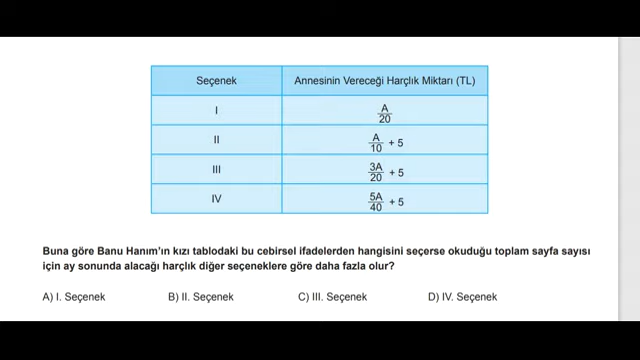 Seçenek Annesinin Vereceği Harçlık Miktarı (TL)
I A/20
II A/10 + 5
III 3A/20 + 5
IV 5A/40 + 5
Buna göre Banu Hanım'ın kızı tablodaki bu cebirsel ifadelerden hangisini seçerse okuduğu toplam sayfa sayısı
için ay sonunda alacağı harçlık diğer seçeneklere göre daha fazla olur?
A) I. Seçenek B) II. Seçenek C) III. Seçenek D) IV. Seçenek